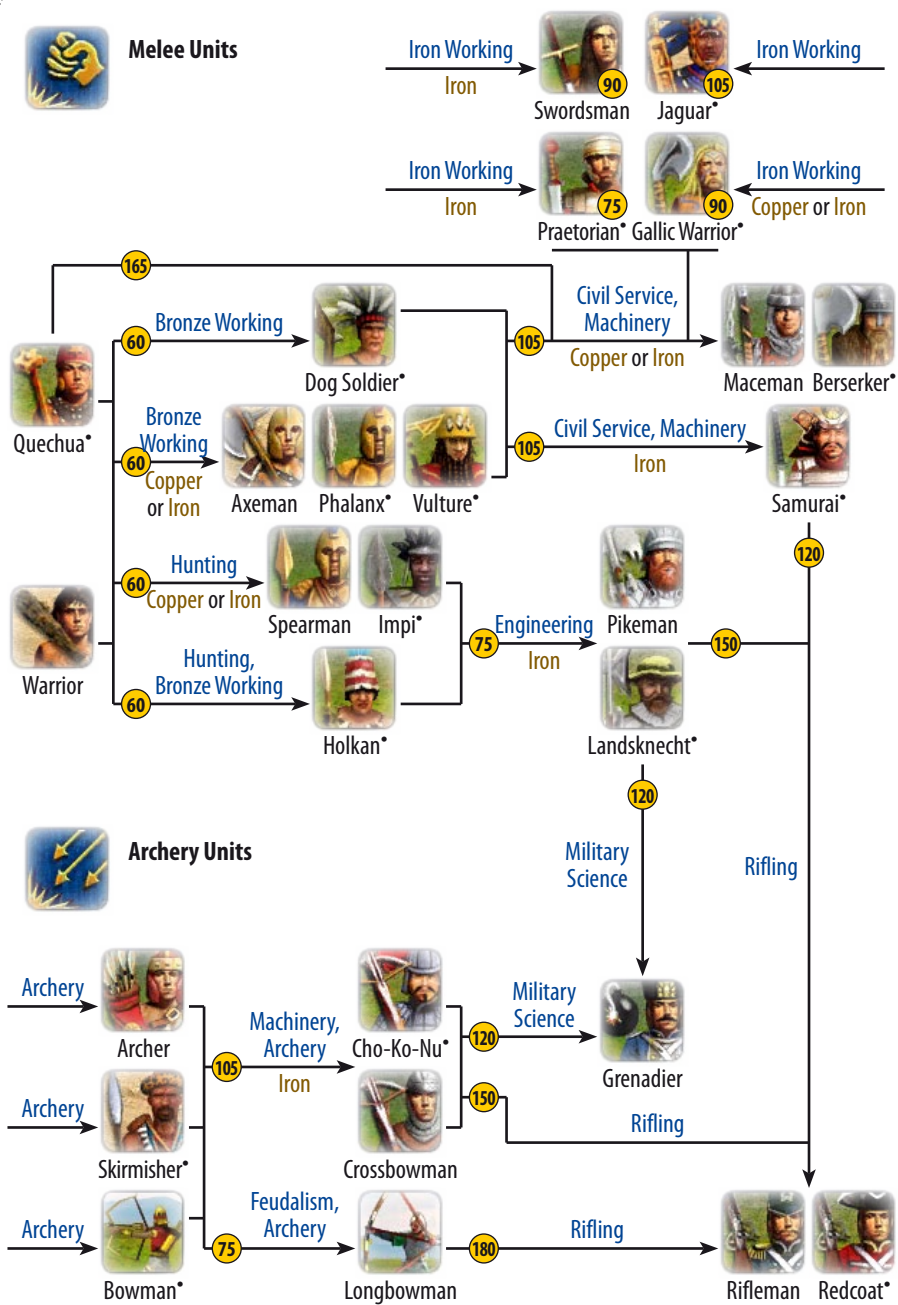 Melee Units
Iron Working
Iron
90
Swordsman
105
Jaguar•
Iron Working
Iron Working
Iron
75
Praetorian•
90
Gallic Warrior•
Iron Working
Copper or Iron
165
Quechua•
60
Bronze Working
Dog Soldier•
105
Civil Service,
Machinery
Copper or Iron
Maceman
Berserker•
Bronze
Working
60
Copper
or Iron
Axeman
Phalanx•
Vulture•
105
Civil Service, Machinery
Iron
Samurai•
120
Warrior
Hunting
60
Copper or Iron
Spearman
Impi•
75
Engineering
Iron
Pikeman
150
Hunting,
Bronze Working
60
Holkan•
Landsknecht•
120
Military
Science
Rifling
Archery Units
Archery
Archer
Archery
Skirmisher•
Archery
Bowman•
105
Machinery,
Archery
Iron
Cho-Ko-Nu•
Crossbowman
120
Military
Science
Grenadier
150
Rifling
75
Feudalism,
Archery
Longbowman
180
Rifling
Rifleman
Redcoat•